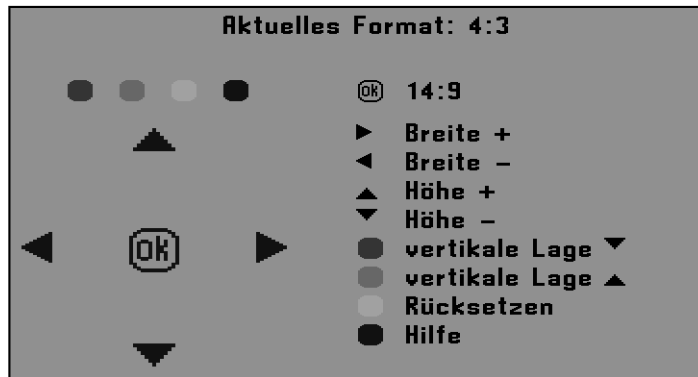 Aktuelles Format: 4:3
ok 14:9
Breite +
Breite -
Höhe +
Höhe -
ok
vertikale Lage
vertikale Lage
Rücksetzen
Hilfe